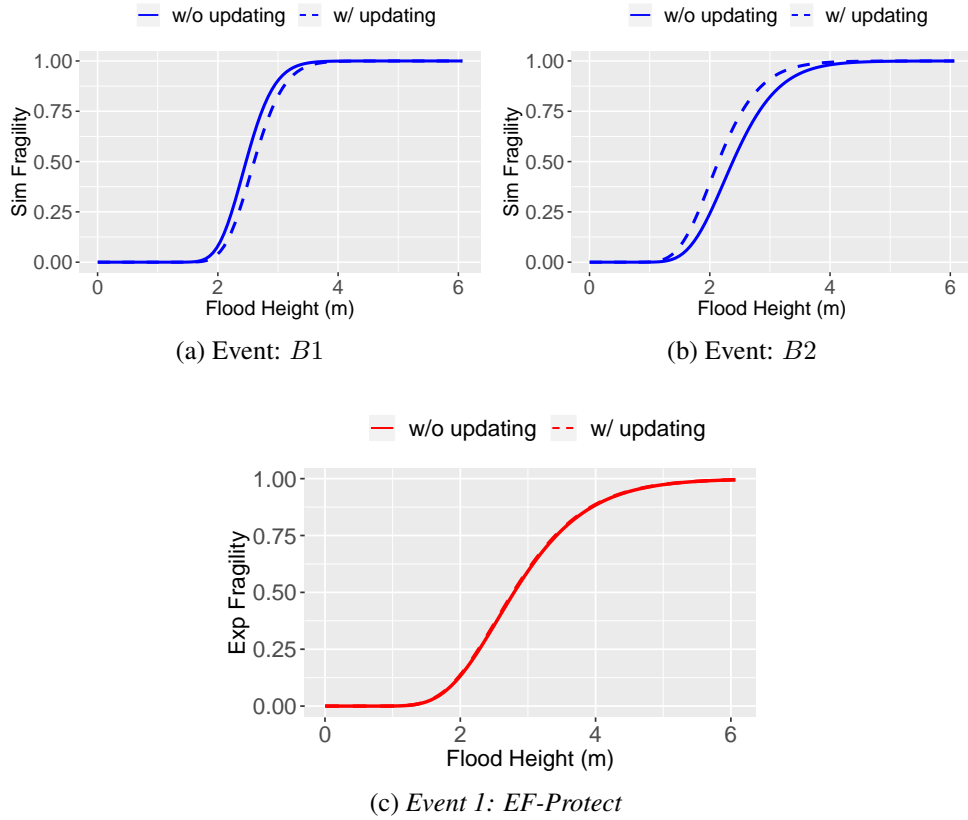 w/o updating w/ updating
1.00
0.75
0.50
0.25
0.00
Sim Fragility
0 2 4 6
Flood Height (m)
(a) Event: B1
w/o updating w/ updating
1.00
0.75
0.50
0.25
0.00
Sim Fragility
0 2 4 6
Flood Height (m)
(b) Event: B2
w/o updating w/ updating
1.00
0.75
0.50
0.25
0.00
Exp Fragility
0 2 4 6
Flood Height (m)
(c) Event 1: EF-Protect